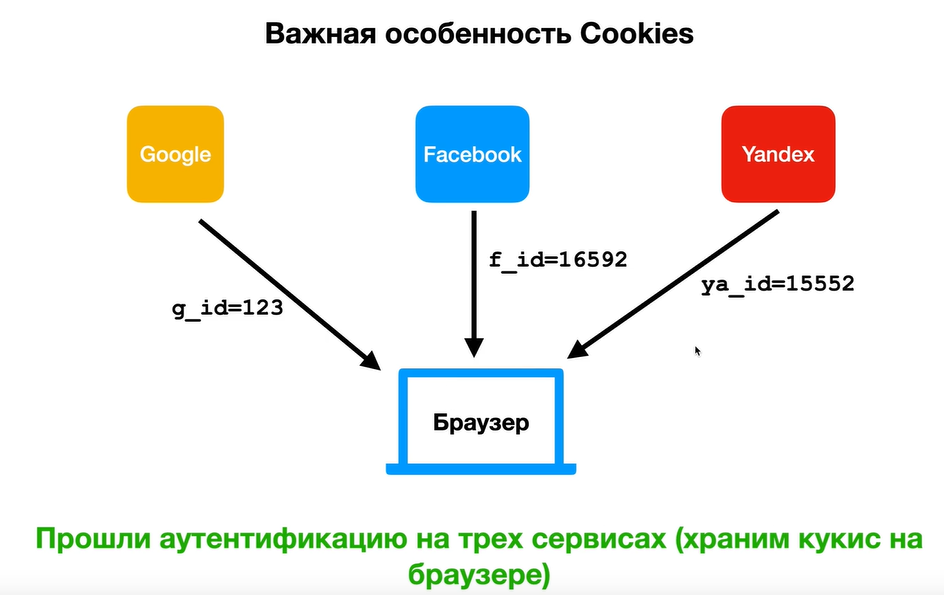 Важная особенность Cookies
Google
Facebook
Yandex
f_id=16592
ya_id=15552
g_id=123
Браузер
Прошли аутентификацию на трех сервисах (храним кукис на
браузере)